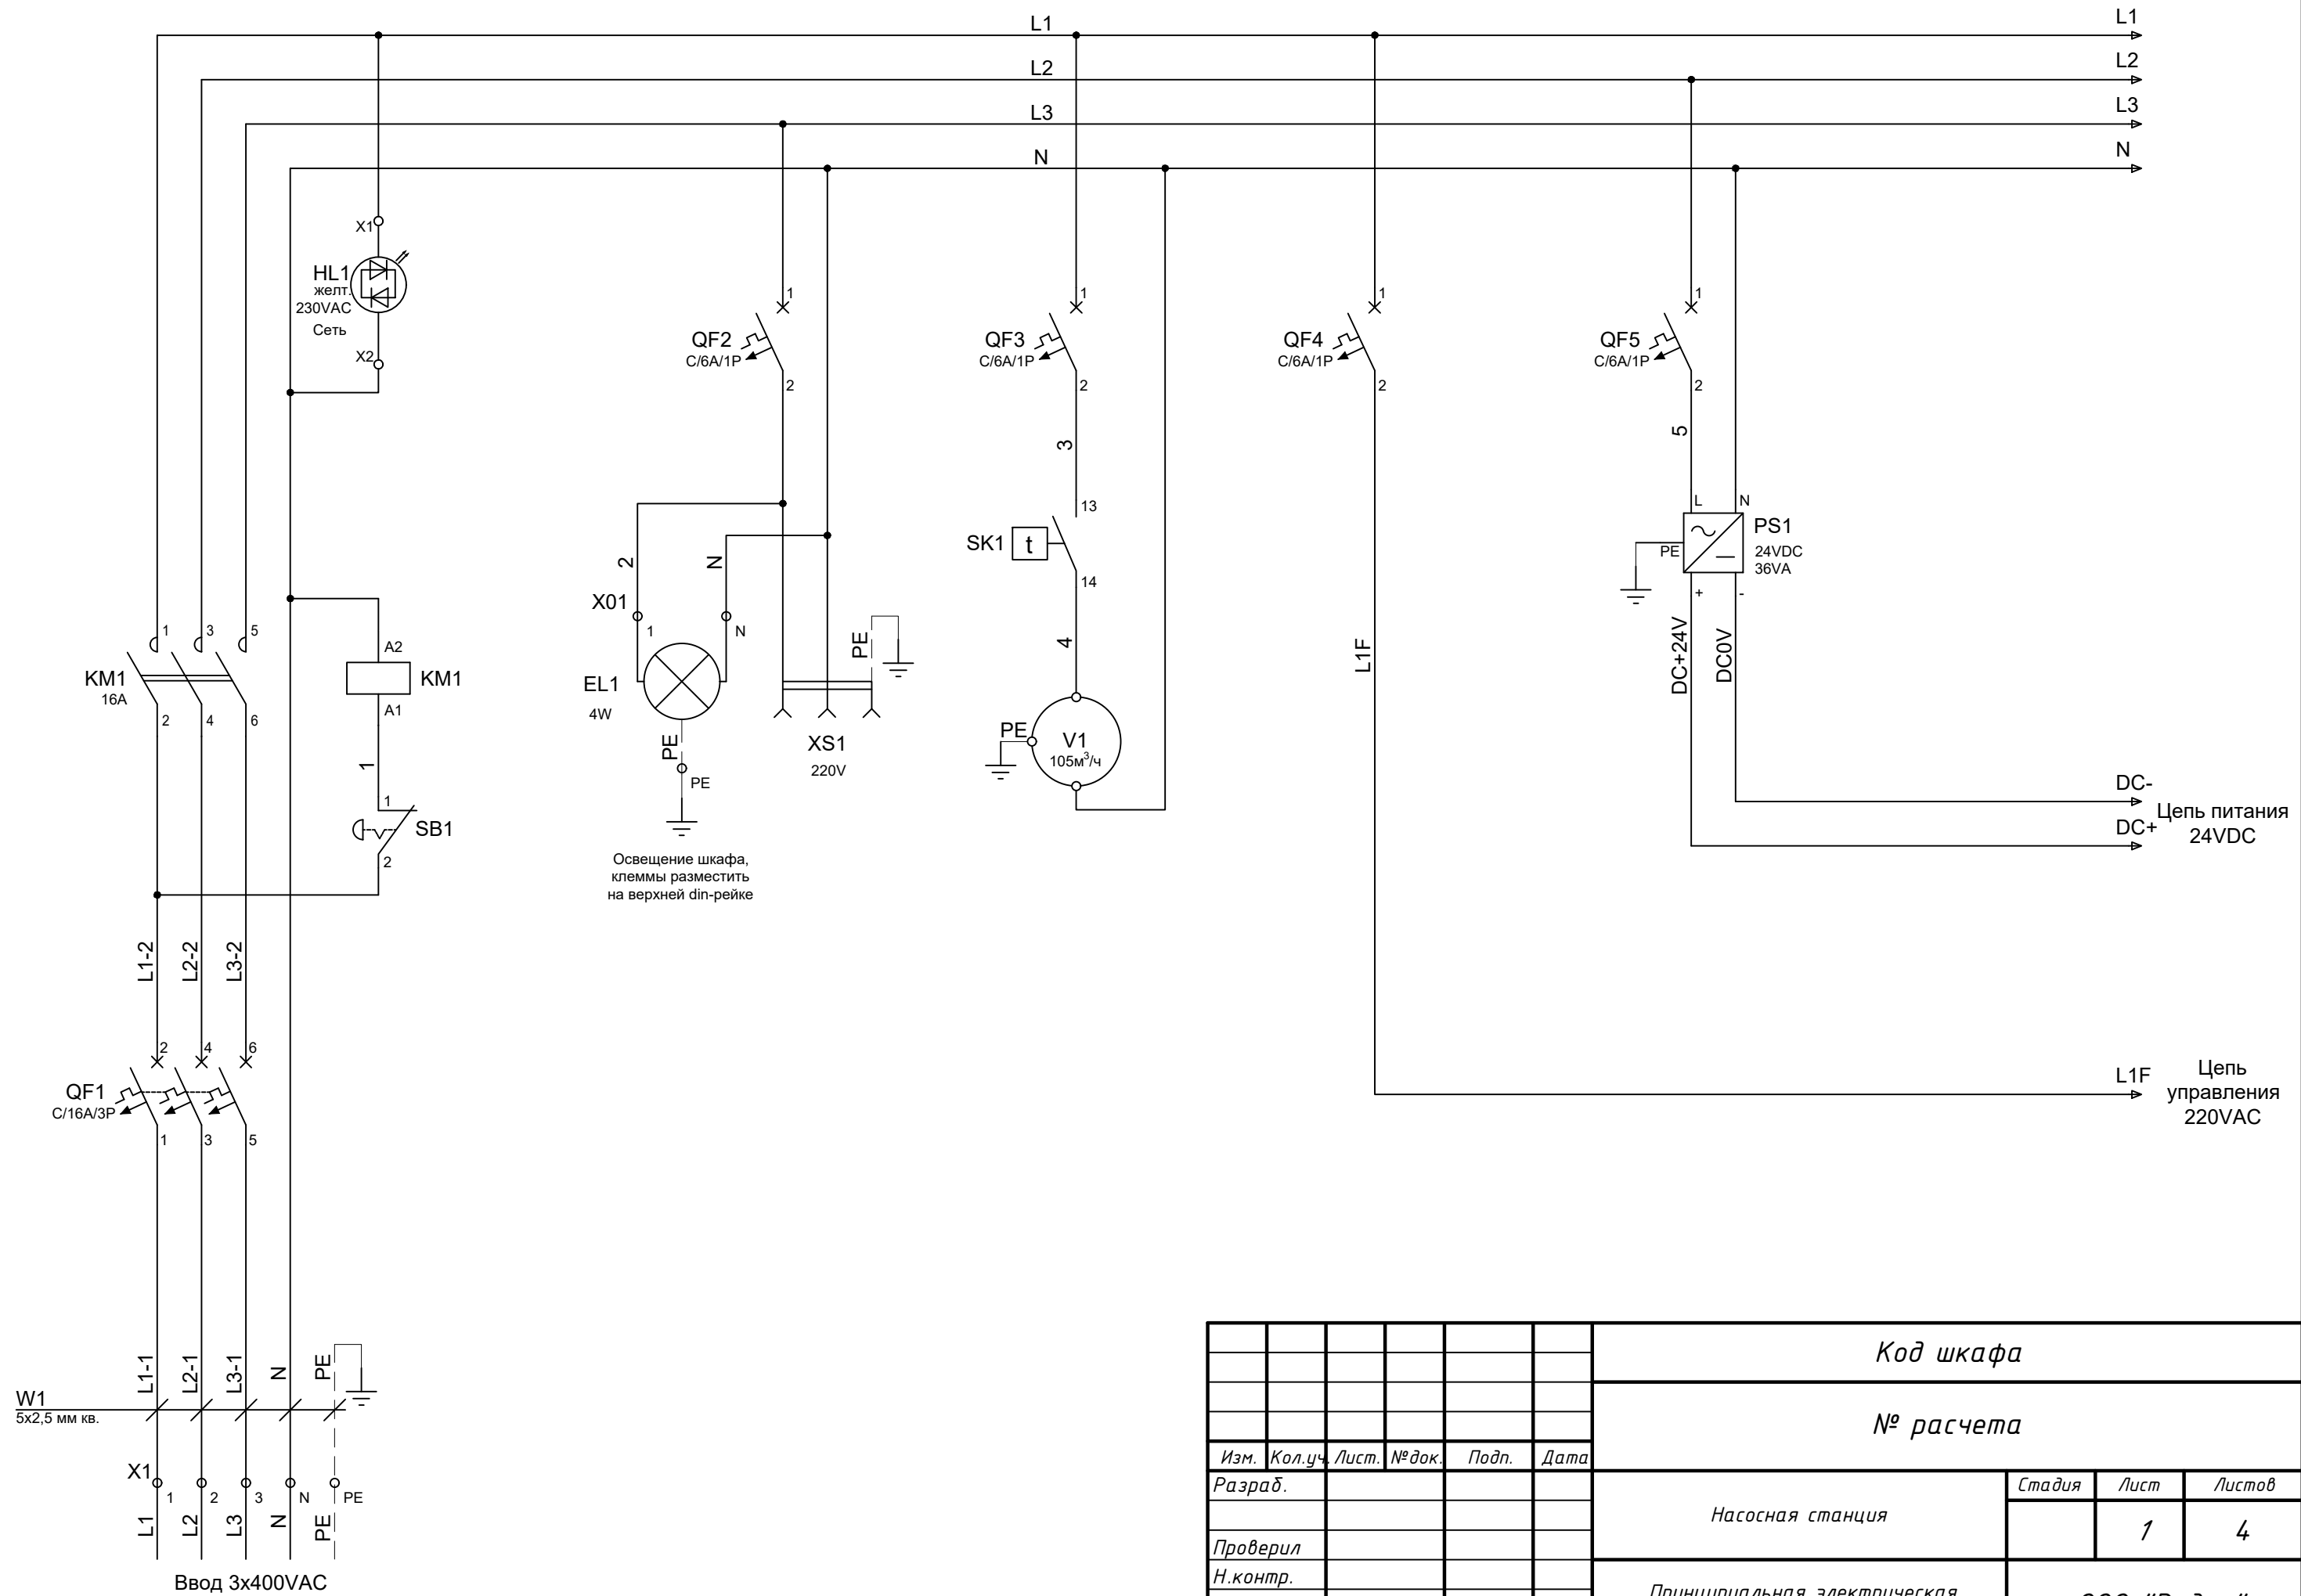 L1
L1
L2
L2
L3
L3
N
N
X1
HL1
желт.
230VAC
Сеть
X2
1
QF2
C/6A/1P
2
1
QF3
C/6A/1P
2
1
QF4
C/6A/1P
2
1
QF5
C/6A/1P
2
3
5
13
SK1
t
14
L
N
PS1
PE
24VDC
36VA
+
-
2
N
X01
1
N
PE
4
L1F
DC+24V
DC0V
1
3
5
KM1
16A
2
4
6
A2
KM1
A1
EL1
4W
PE
PE
XS1
220V
PE
V1
105м³/ч
1
1
SB1
2
DC-
DC+
Цепь питания
24VDC
Освещение шкафа,
клеммы разместить
на верхней din-рейке
L1-2
L2-2
L3-2
2
4
6
QF1
C/16A/3P
1
3
5
L1F
Цепь
управления
220VAC
L1-1
L2-1
L3-1
N
PE
W1
5x2,5 мм кв.
X1
1
2
3
N
PE
L1
L2
L3
N
PE
Ввод 3x400VAC
Код шкафа
№ расчета
Изм.
Кол.уч.
Лист.
№док.
Подп.
Дата
Разраб.
Насосная станция
Стадия
Лист
Листов
1
4
Проверил
Н.контр.
Принципиальная электрическая
ООО